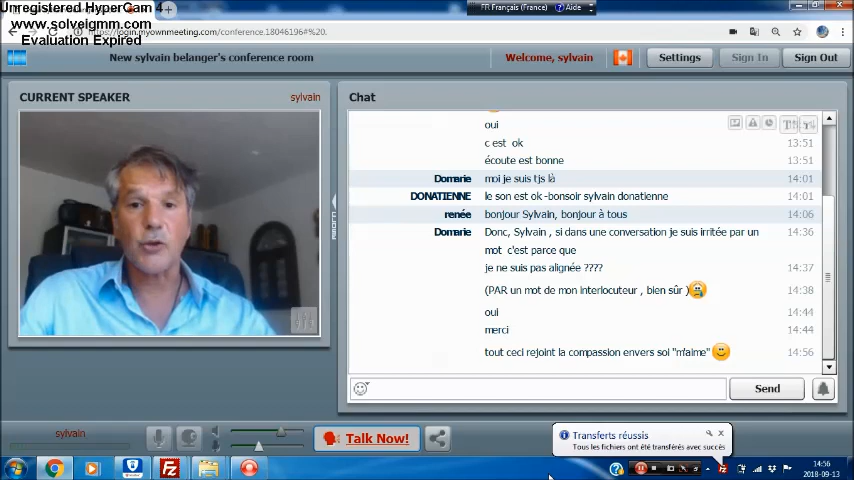 Unregistered HyperCam 4
www.solveigmm.com
Evaluation Expired
FR Français (France)
Aide
https://login.myownmeeting.com/conference.18046196# 20.
New sylvain belanger's conference room
Welcome, sylvain
Settings
Sign In
Sign Out
CURRENT SPEAKER
sylvain
Chat
oui
c est ok 13:51
écoute est bonne 13:51
Domarie moi je suis tjs là 14:01
DONATIENNE le son est ok -bonsoir sylvain donatienne 14:01
renée bonjour Sylvain, bonjour à tous 14:06
Domarie Donc, Sylvain , si dans une conversation je suis irritée par un 14:36
mot c'est parce que
je ne suis pas alignée ???? 14:37
(PAR un mot de mon interlocuteur , bien sûr ) 14:38
oui 14:44
merci 14:44
tout ceci rejoint la compassion envers soi "m'aime" 14:56
Send
sylvain
Talk Now!
Transferts réussis
Tous les fichiers ont été transférés avec succès
14:56
2018-09-13